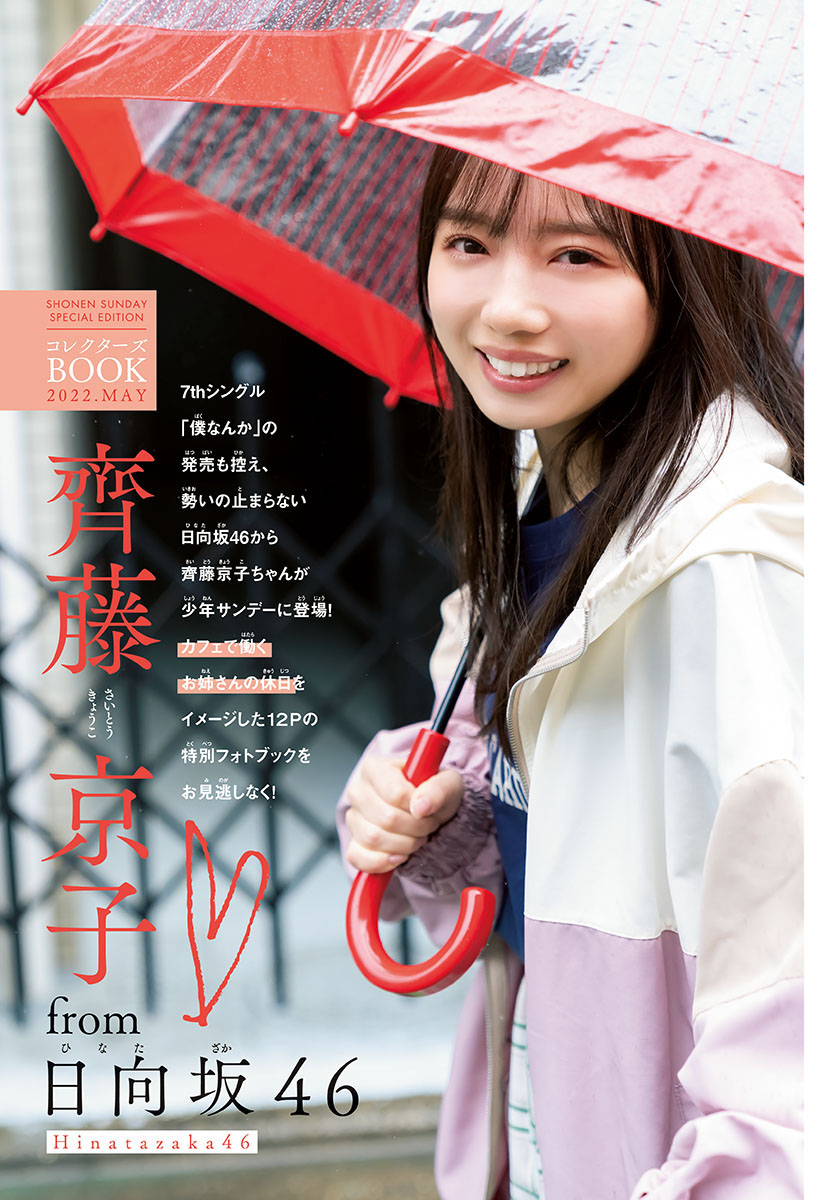 SHONEN SUNDAY
SPECIAL EDITION
コレクターズ
BOOK
2022.MAY
7thシングル
「僕なんか」の
発売も控え、
勢いの止まらない
日向坂46から
齊藤京子ちゃんが
少年サンデーに登場!
カフェで働く
お姉さんの休日を
イメージした12Pの
特別フォトブックを
お見逃しなく!
齊藤京子
さいとう
きょうこ
from
ひなたざか
日向坂46
Hinatazaka46